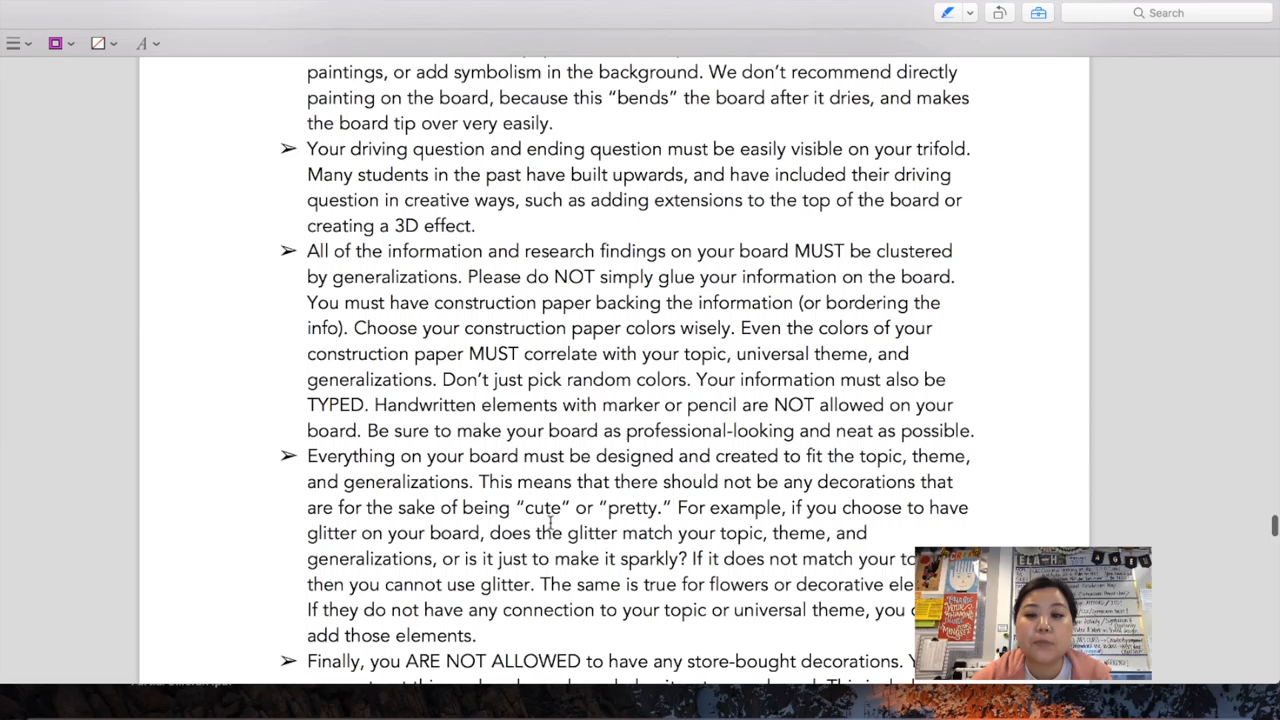 Search
A
paintings, or add symbolism in the background. We don’t recommend directly
painting on the board, because this “bends” the board after it dries, and makes
the board tip over very easily.
➢ Your driving question and ending question must be easily visible on your trifold.
Many students in the past have built upwards, and have included their driving
question in creative ways, such as adding extensions to the top of the board or
creating a 3D effect.
➢ All of the information and research findings on your board MUST be clustered
by generalizations. Please do NOT simply glue your information on the board.
You must have construction paper backing the information (or bordering the
info). Choose your construction paper colors wisely. Even the colors of your
construction paper MUST correlate with your topic, universal theme, and
generalizations. Don’t just pick random colors. Your information must also be
TYPED. Handwritten elements with marker or pencil are NOT allowed on your
board. Be sure to make your board as professional-looking and neat as possible.
➢ Everything on your board must be designed and created to fit the topic, theme,
and generalizations. This means that there should not be any decorations that
are for the sake of being “cute” or “pretty.” For example, if you choose to have
glitter on your board, does the glitter match your topic, theme, and
generalizations, or is it just to make it sparkly? If it does not match your
then you not use glitter. The same is true for flowers or decorative
If they do not have any connection to your topic or universal theme, you
add those elements.
➢ Finally, you ARE NOT ALLOWED to have any store-bought decorations.
MINDSET